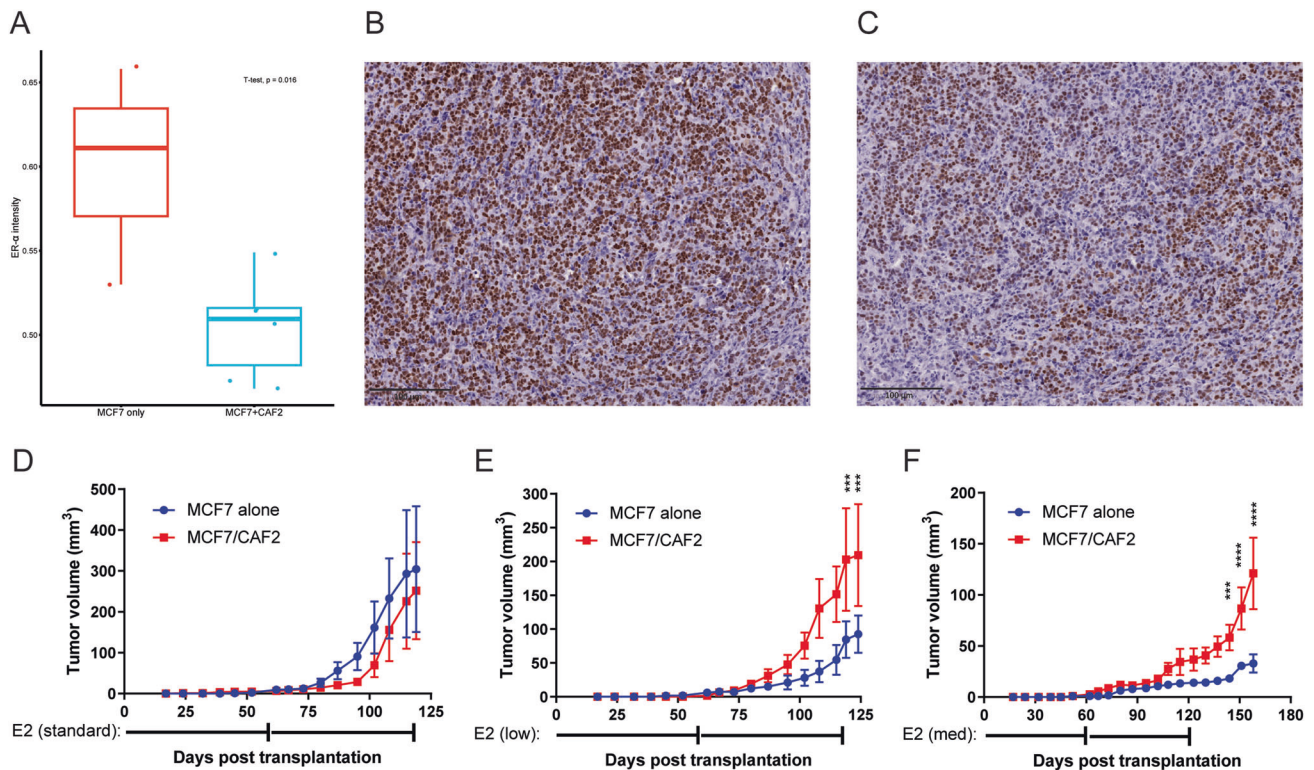 A
B
C
T-test, p = 0.016
0.65
0.60
0.55
0.50
ER-α intensity
MCF7 only
MCF7+CAF2
100 µm
100 µm
D
500
400
300
200
100
0
Tumor volume (mm³)
MCF7 alone
MCF7/CAF2
0 25 50 75 100 125
E2 (standard):
Days post transplantation
E
300
250
200
150
100
50
0
Tumor volume (mm³)
MCF7 alone
MCF7/CAF2
***
***
0 25 50 75 100 125
E2 (low):
Days post transplantation
F
200
150
100
50
0
Tumor volume (mm³)
MCF7 alone
MCF7/CAF2
***
****
****
0 30 60 90 120 150 180
E2 (med):
Days post transplantation